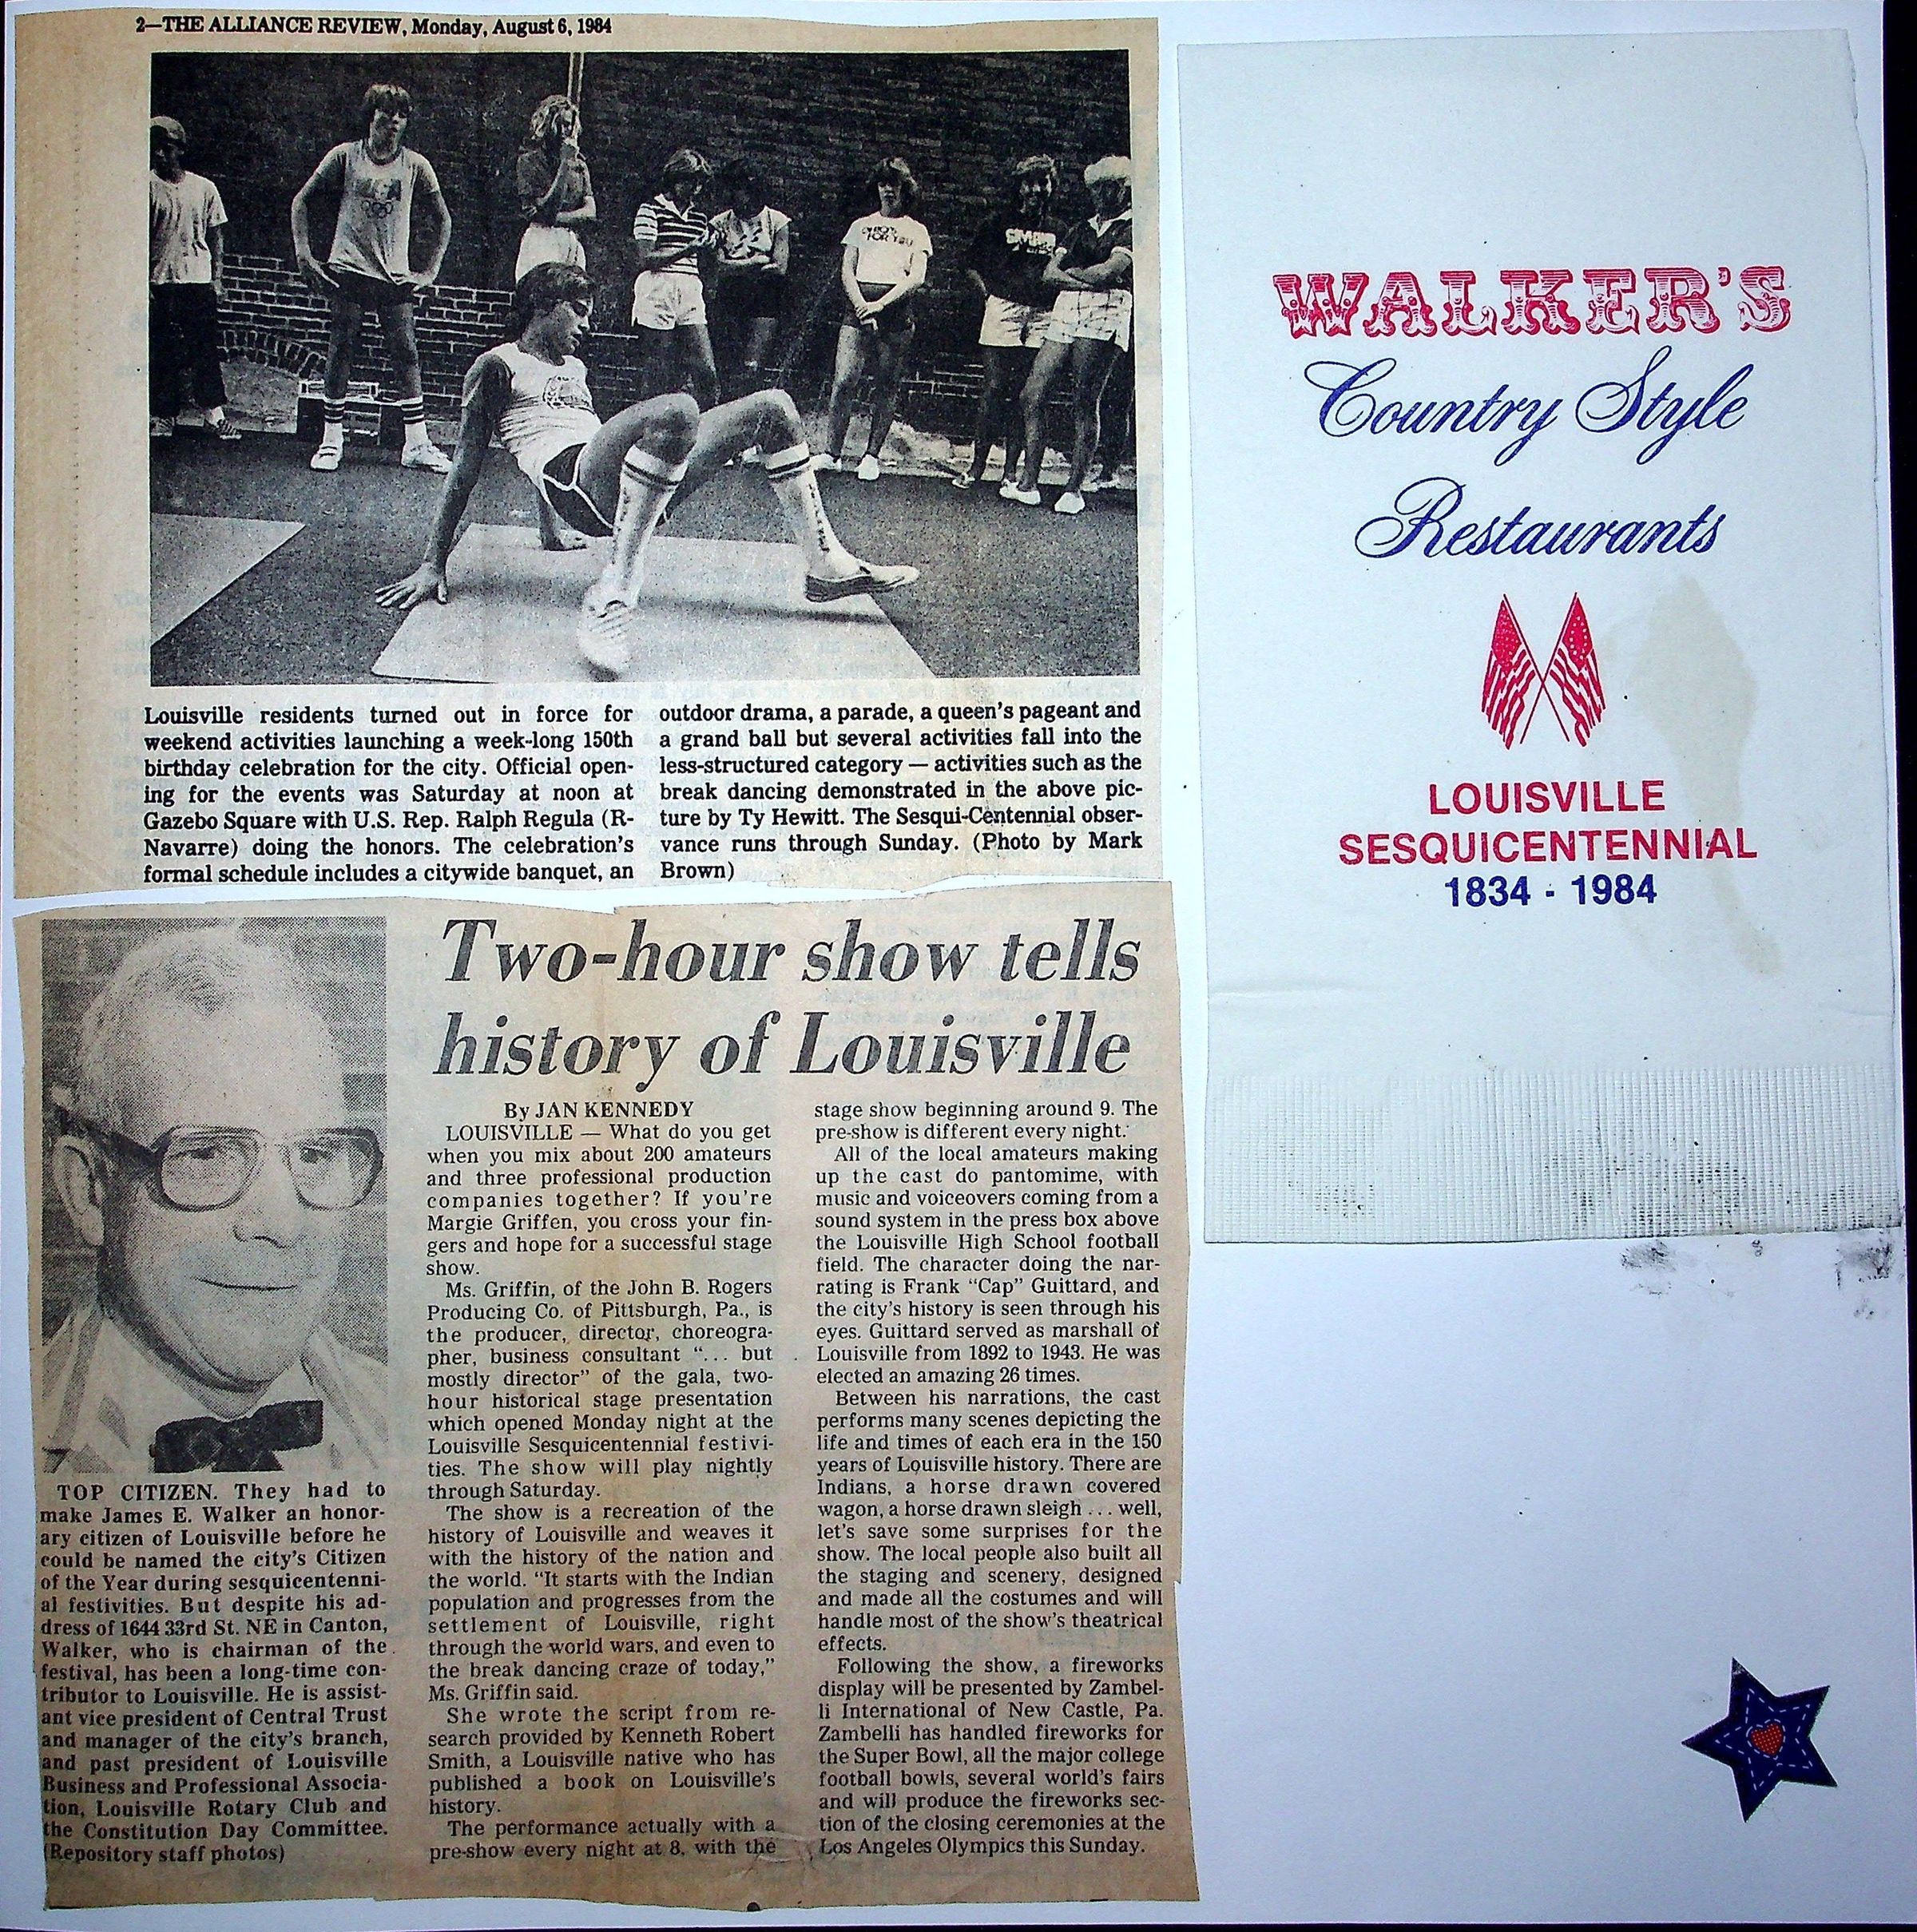 2—THE ALLIANCE REVIEW, Monday, August 6, 1984
Louisville residents turned out in force for
weekend activities launching a week-long 150th
birthday celebration for the city. Official open-
ing for the events was Saturday at noon at
Gazebo Square with U.S. Rep. Ralph Regula (R-
Navarre) doing the honors. The celebration's
formal schedule includes a citywide banquet, an
outdoor drama, a parade, a queen's pageant and
a grand ball but several activities fall into the
less-structured category — activities such as the
break dancing demonstrated in the above pic-
ture by Ty Hewitt. The Sesqui-Centennial obser-
vance runs through Sunday. (Photo by Mark
Brown)
TOP CITIZEN. They had to
make James E. Walker an honor-
ary citizen of Louisville before he
could be named the city's Citizen
of the Year during sesquicentenni-
al festivities. But despite his ad-
dress of 1644 33rd St. NE in Canton,
Walker, who is chairman of the
festival, has been a long-time con-
tributor to Louisville. He is assist-
ant vice president of Central Trust
and manager of the city's branch,
and past president of Louisville
Business and Professional Associa-
tion, Louisville Rotary Club and
the Constitution Day Committee.
(Repository staff photos)
Two-hour show tells
history of Louisville
By JAN KENNEDY
LOUISVILLE — What do you get
when you mix about 200 amateurs
and three professional production
companies together? If you're
Margie Griffen, you cross your fin-
gers and hope for a successful stage
show.
Ms. Griffin, of the John B. Rogers
Producing Co. of Pittsburgh, Pa., is
the producer, director, choreogra-
pher, business consultant "... but
mostly director" of the gala, two-
hour historical stage presentation
which opened Monday night at the
Louisville Sesquicentennial festivi-
ties. The show will play nightly
through Saturday.
The show is a recreation of the
history of Louisville and weaves it
with the history of the nation and
the world. "It starts with the Indian
population and progresses from the
settlement of Louisville, right
through the world wars, and even to
the break dancing craze of today,"
Ms. Griffin said.
She wrote the script from re-
search provided by Kenneth Robert
Smith, a Louisville native who has
published a book on Louisville's
history.
The performance actually with a
pre-show every night at 8, with the
stage show beginning around 9. The
pre-show is different every night.
All of the local amateurs making
up the cast do pantomime, with
music and voiceovers coming from a
sound system in the press box above
the Louisville High School football
field. The character doing the nar-
rating is Frank "Cap" Guittard, and
the city's history is seen through his
eyes. Guittard served as marshall of
Louisville from 1892 to 1943. He was
elected an amazing 26 times.
Between his narrations, the cast
performs many scenes depicting the
life and times of each era in the 150
years of Louisville history. There are
Indians, a horse drawn covered
wagon, a horse drawn sleigh ... well,
let's save some surprises for the
show. The local people also built all
the staging and scenery, designed
and made all the costumes and will
handle most of the show's theatrical
effects.
Following the show, a fireworks
display will be presented by Zambel-
li International of New Castle, Pa.
Zambelli has handled fireworks for
the Super Bowl, all the major college
football bowls, several world's fairs
and will produce the fireworks sec-
tion of the closing ceremonies at the
Los Angeles Olympics this Sunday.
WALKER'S
Country Style
Restaurants
LOUISVILLE
SESQUICENTENNIAL
1834 - 1984